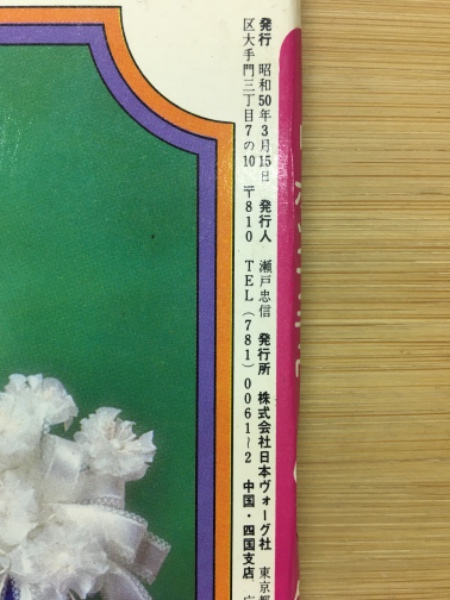 発行 昭和50年3月15日 発行人 瀬戸忠信 発行所 株式会社日本ヴォーグ社 東京都
区大手門三丁目7の10 〒810 TEL(781)0061〜2 中国・四国支店